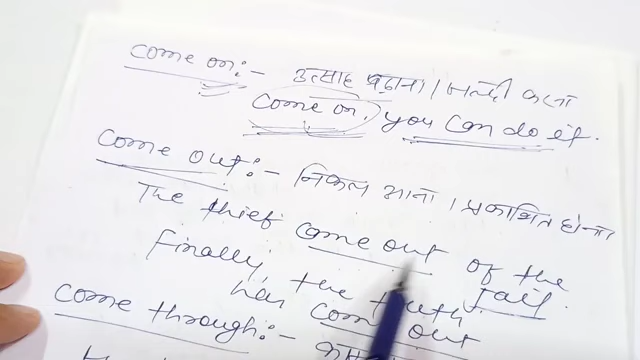 Come on:- उत्साह बढ़ाना / जल्दी करना
Come on, you can do it.
Come out:- निकल आना । प्रकाशित होना
The thief came out of the Jail.
Finally, the truth
has come out
Come through:-